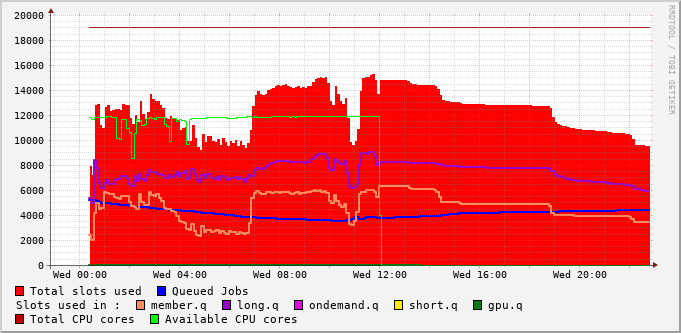 20000
18000
16000
14000
12000
10000
8000
6000
4000
2000
0
Wed 00:00 Wed 04:00 Wed 08:00 Wed 12:00 Wed 16:00 Wed 20:00
Total slots used Queued Jobs
Slots used in : member.q long.q ondemand.q short.q gpu.q
Total CPU cores Available CPU cores
RRDTOOL / TOBI OETIKER